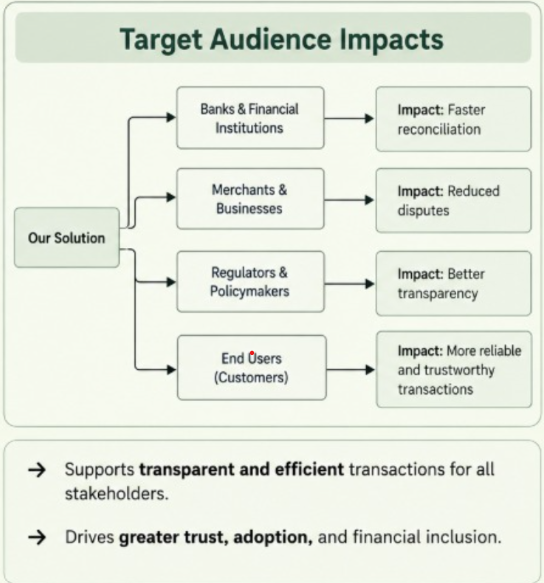 Target Audience Impacts
Our Solution
Banks & Financial
Institutions
Impact: Faster
reconciliation
Merchants &
Businesses
Impact: Reduced
disputes
Regulators &
Policymakers
Impact: Better
transparency
End Users
(Customers)
Impact: More reliable
and trustworthy
transactions
→ Supports transparent and efficient transactions for all
stakeholders.
→ Drives greater trust, adoption, and financial inclusion.